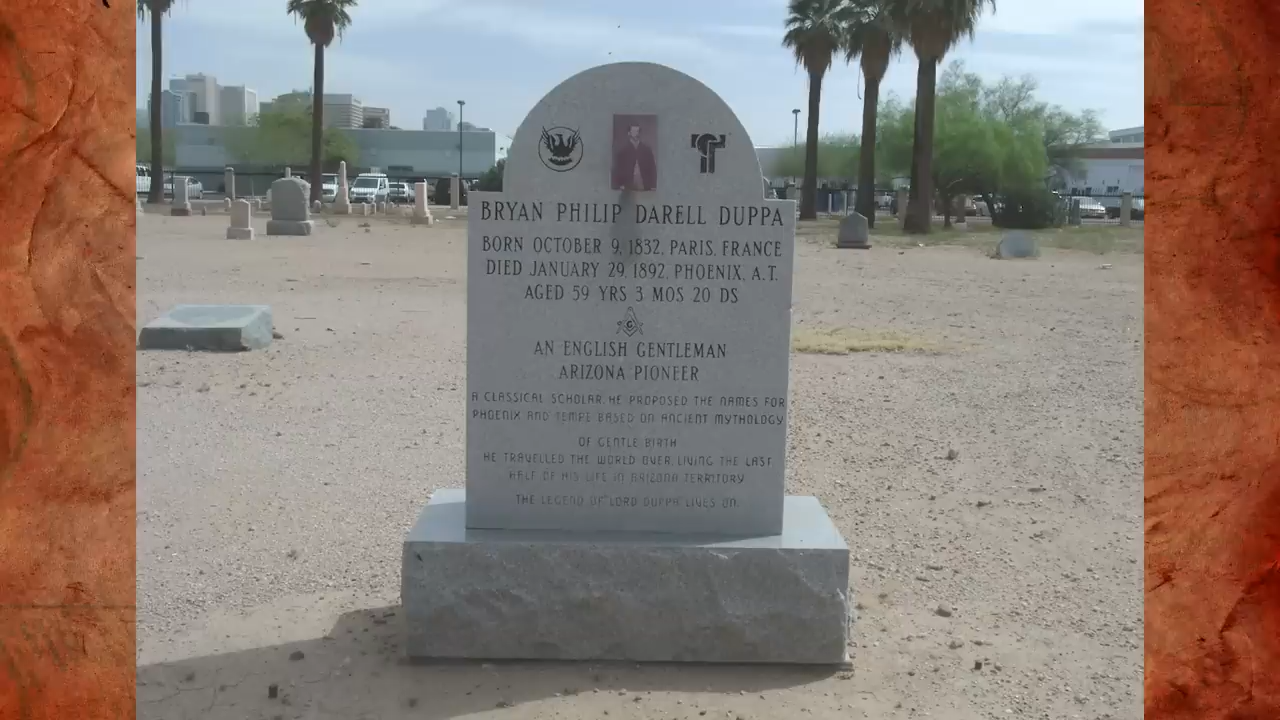 BRYAN PHILIP DARELL DUPPA
BORN OCTOBER 9, 1832, PARIS, FRANCE
DIED JANUARY 29, 1892, PHOENIX, A.T.
AGED 59 YRS 3 MOS 20 DS
G
AN ENGLISH GENTLEMAN
ARIZONA PIONEER
A CLASSICAL SCHOLAR, HE PROPOSED THE NAMES FOR
PHOENIX AND TEMPE BASED ON ANCIENT MYTHOLOGY
OF GENTLE BIRTH
HE TRAVELLED THE WORLD OVER, LIVING THE LAST
HALF OF HIS LIFE IN ARIZONA TERRITORY
THE LEGEND OF "LORD DUPPA" LIVES ON.